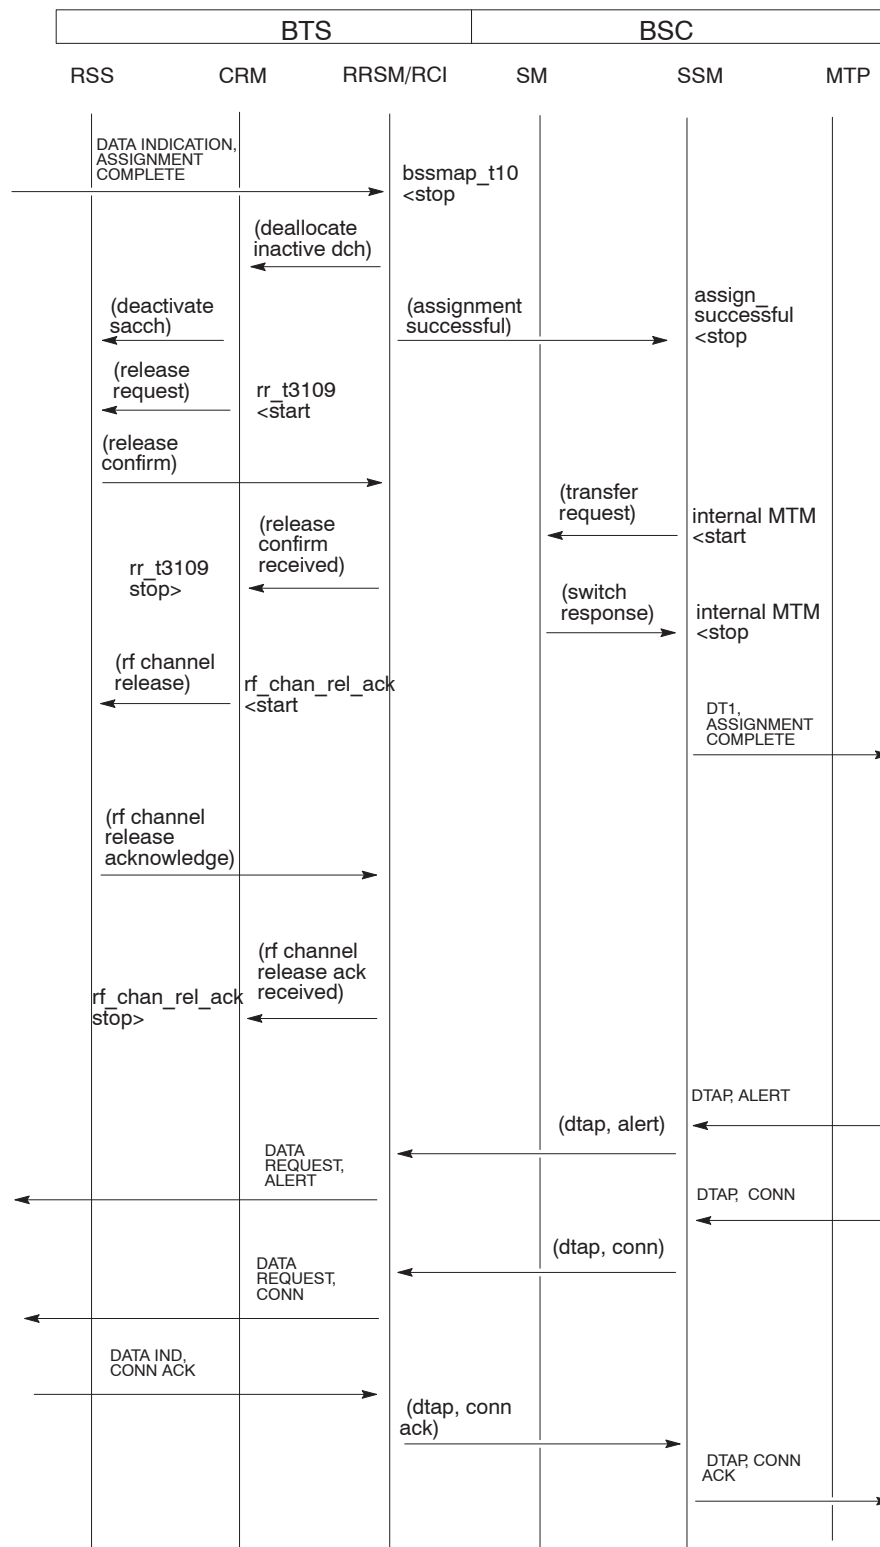 BTS
BSC
RSS
CRM
RRSM/RCI
SM
SSM
MTP
DATA INDICATION,
ASSIGNMENT
COMPLETE
bssmap_t10
<stop
(deallocate
inactive dch)
(deactivate
sacch)
(assignment
successful)
assign_
successful
<stop
(release
request)
rr_t3109
<start
(release
confirm)
(transfer
request)
internal MTM
<start
(release
confirm
received)
rr_t3109
stop>
(switch
response)
internal MTM
<stop
(rf channel
release)
rf_chan_rel_ack
<start
DT1,
ASSIGNMENT
COMPLETE
(rf channel
release
acknowledge)
(rf channel
release ack
received)
rf_chan_rel_ack
stop>
DTAP, ALERT
(dtap, alert)
DATA
REQUEST,
ALERT
DTAP, CONN
(dtap, conn)
DATA
REQUEST,
CONN
DATA IND,
CONN ACK
(dtap, conn
ack)
DTAP, CONN
ACK